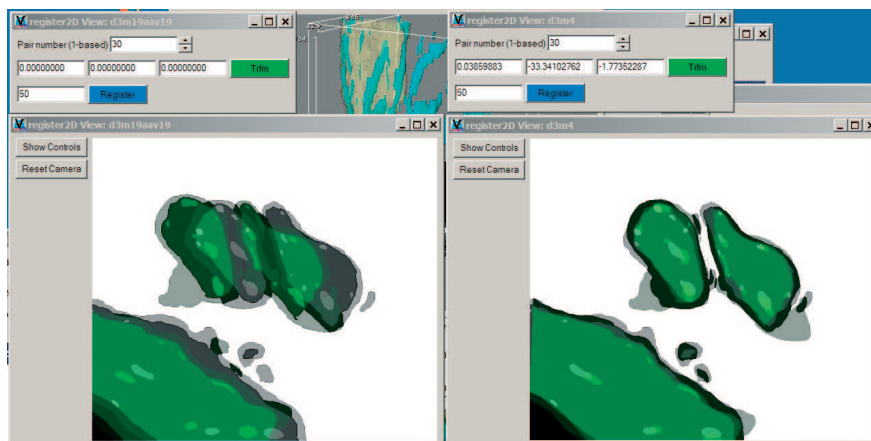 register2D View: d3m19aav19
Pair number (1-based) 30
0.00000000 0.00000000 0.00000000 Trfm
50 Register
register2D View: d3m4
Pair number (1-based) 30
0.03859883 -33.34102762 -1.77352287 Trfm
50 Register
register2D View: d3m19aav19
Show Controls
Reset Camera
register2D View: d3m4
Show Controls
Reset Camera